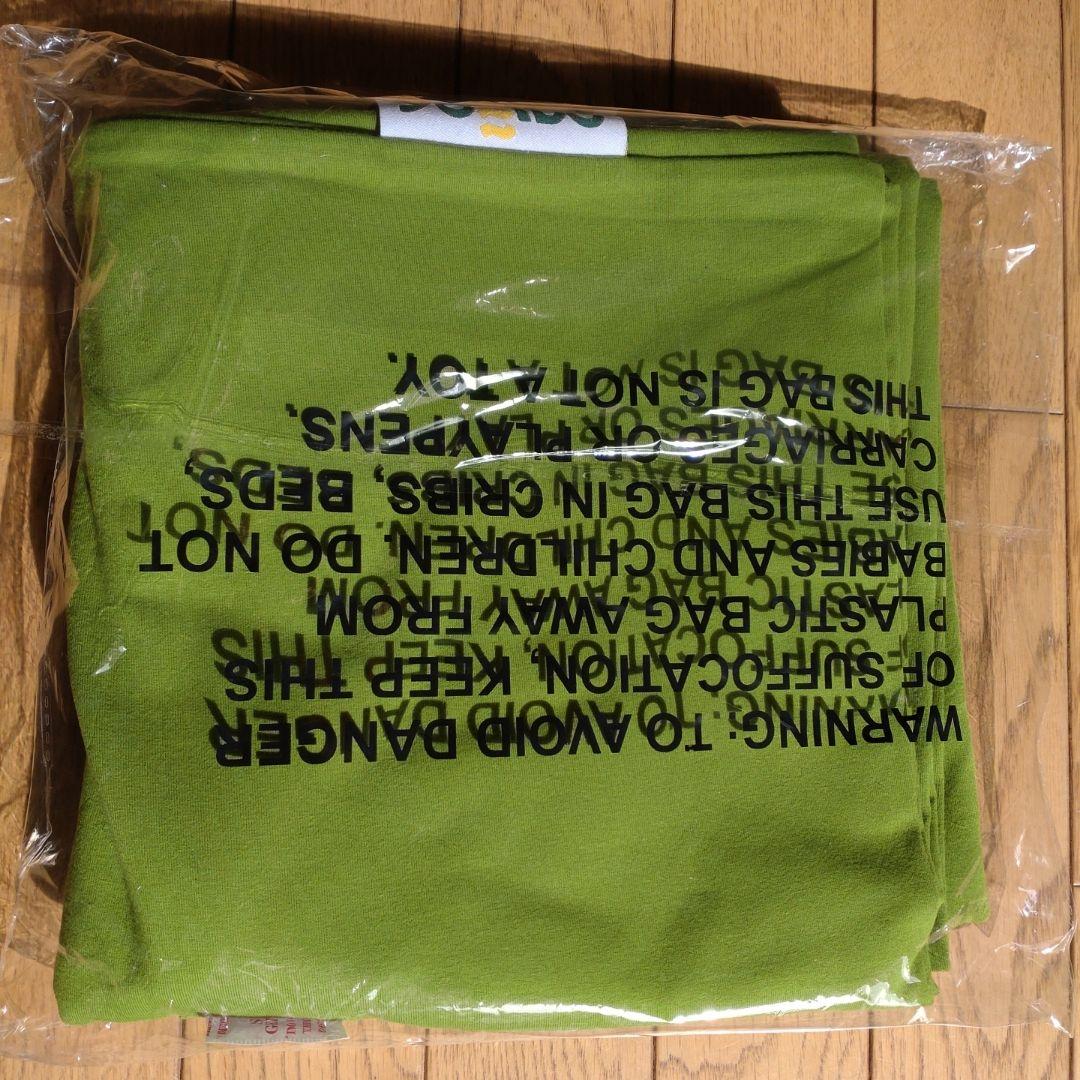 WARNING: TO AVOID DANGER
OF SUFFOCATION, KEEP THIS
PLASTIC BAG AWAY FROM
BABIES AND CHILDREN. DO NOT
USE THIS BAG IN CRIBS, BEDS,
CARRIAGES OR PLAYPENS.
THIS BAG IS NOT A TOY.